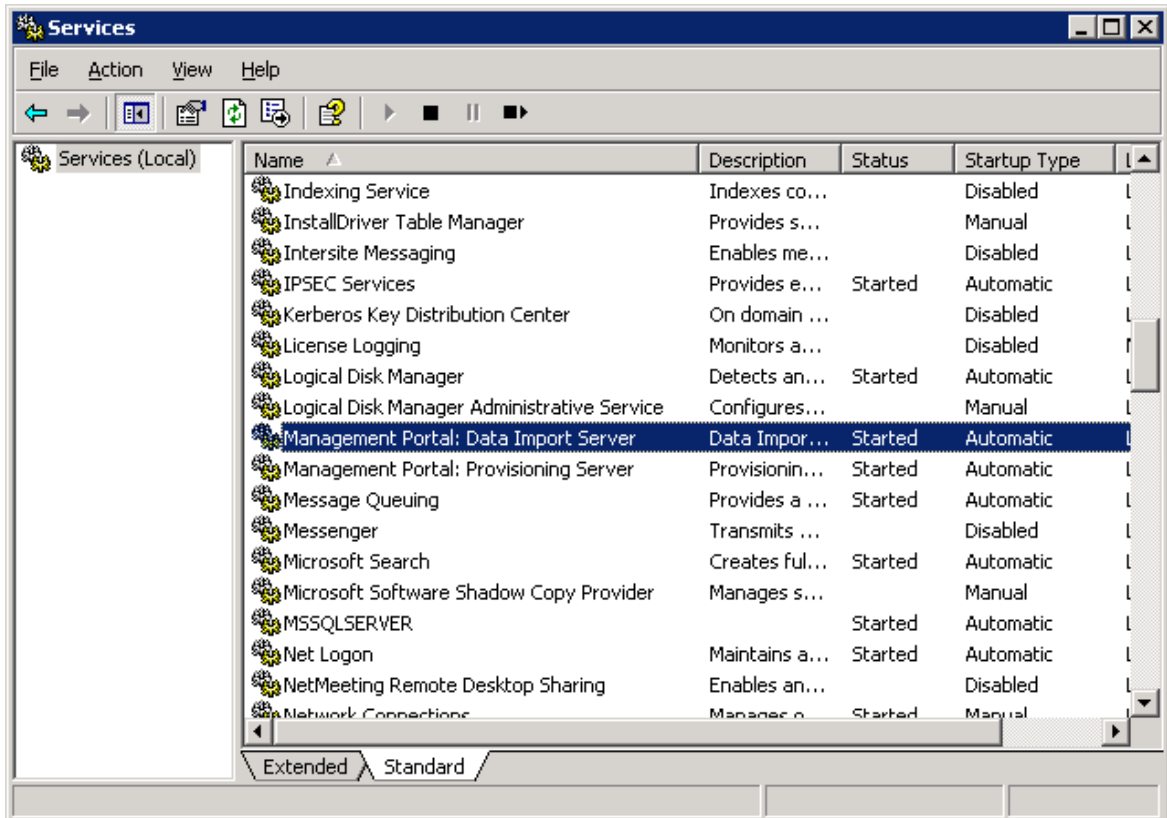 Services
File Action View Help
Services (Local)
Name Description Status Startup Type L
Indexing Service Indexes co... Disabled L
InstallDriver Table Manager Provides s... Manual L
Intersite Messaging Enables me... Disabled L
IPSEC Services Provides e... Started Automatic L
Kerberos Key Distribution Center On domain ... Disabled L
License Logging Monitors a... Disabled
Logical Disk Manager Detects an... Started Automatic L
Logical Disk Manager Administrative Service Configures... Manual L
Management Portal: Data Import Server Data Impor... Started Automatic L
Management Portal: Provisioning Server Provisionin... Started Automatic L
Message Queuing Provides a ... Started Automatic L
Messenger Transmits ... Disabled L
Microsoft Search Creates ful... Started Automatic L
Microsoft Software Shadow Copy Provider Manages s... Manual L
MSSQLSERVER Started Automatic L
Net Logon Maintains a... Started Automatic L
NetMeeting Remote Desktop Sharing Enables an... Disabled L
Network Connections Manages o... Started Manual
Extended Standard